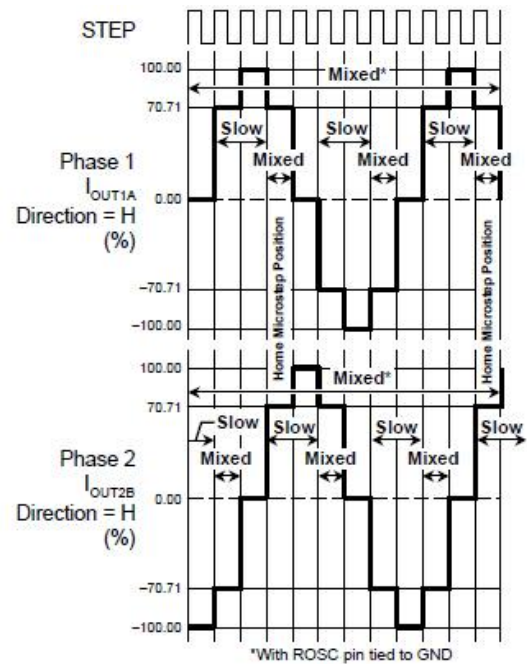 STEP
100.00
Mixed*
70.71
Slow
Slow
Slow
Phase 1
Mixed
Mixed
Mixed
IOUT1A
0.00
Direction = H
(%)
Home Microstep Position
Home Microstep Position
–70.71
–100.00
100.00
Mixed*
70.71
Slow
Slow
Slow
Slow
Phase 2
Mixed
Mixed
Mixed
IOUT2B
0.00
Direction = H
(%)
–70.71
–100.00
*With ROSC pin tied to GND